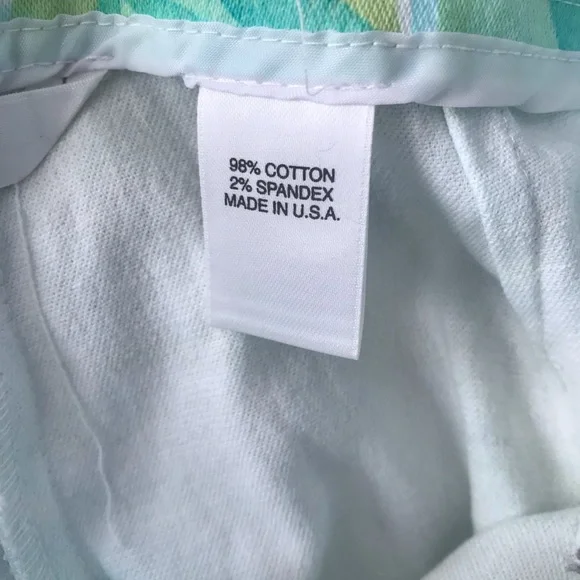 98% COTTON
2% SPANDEX
MADE IN U.S.A.